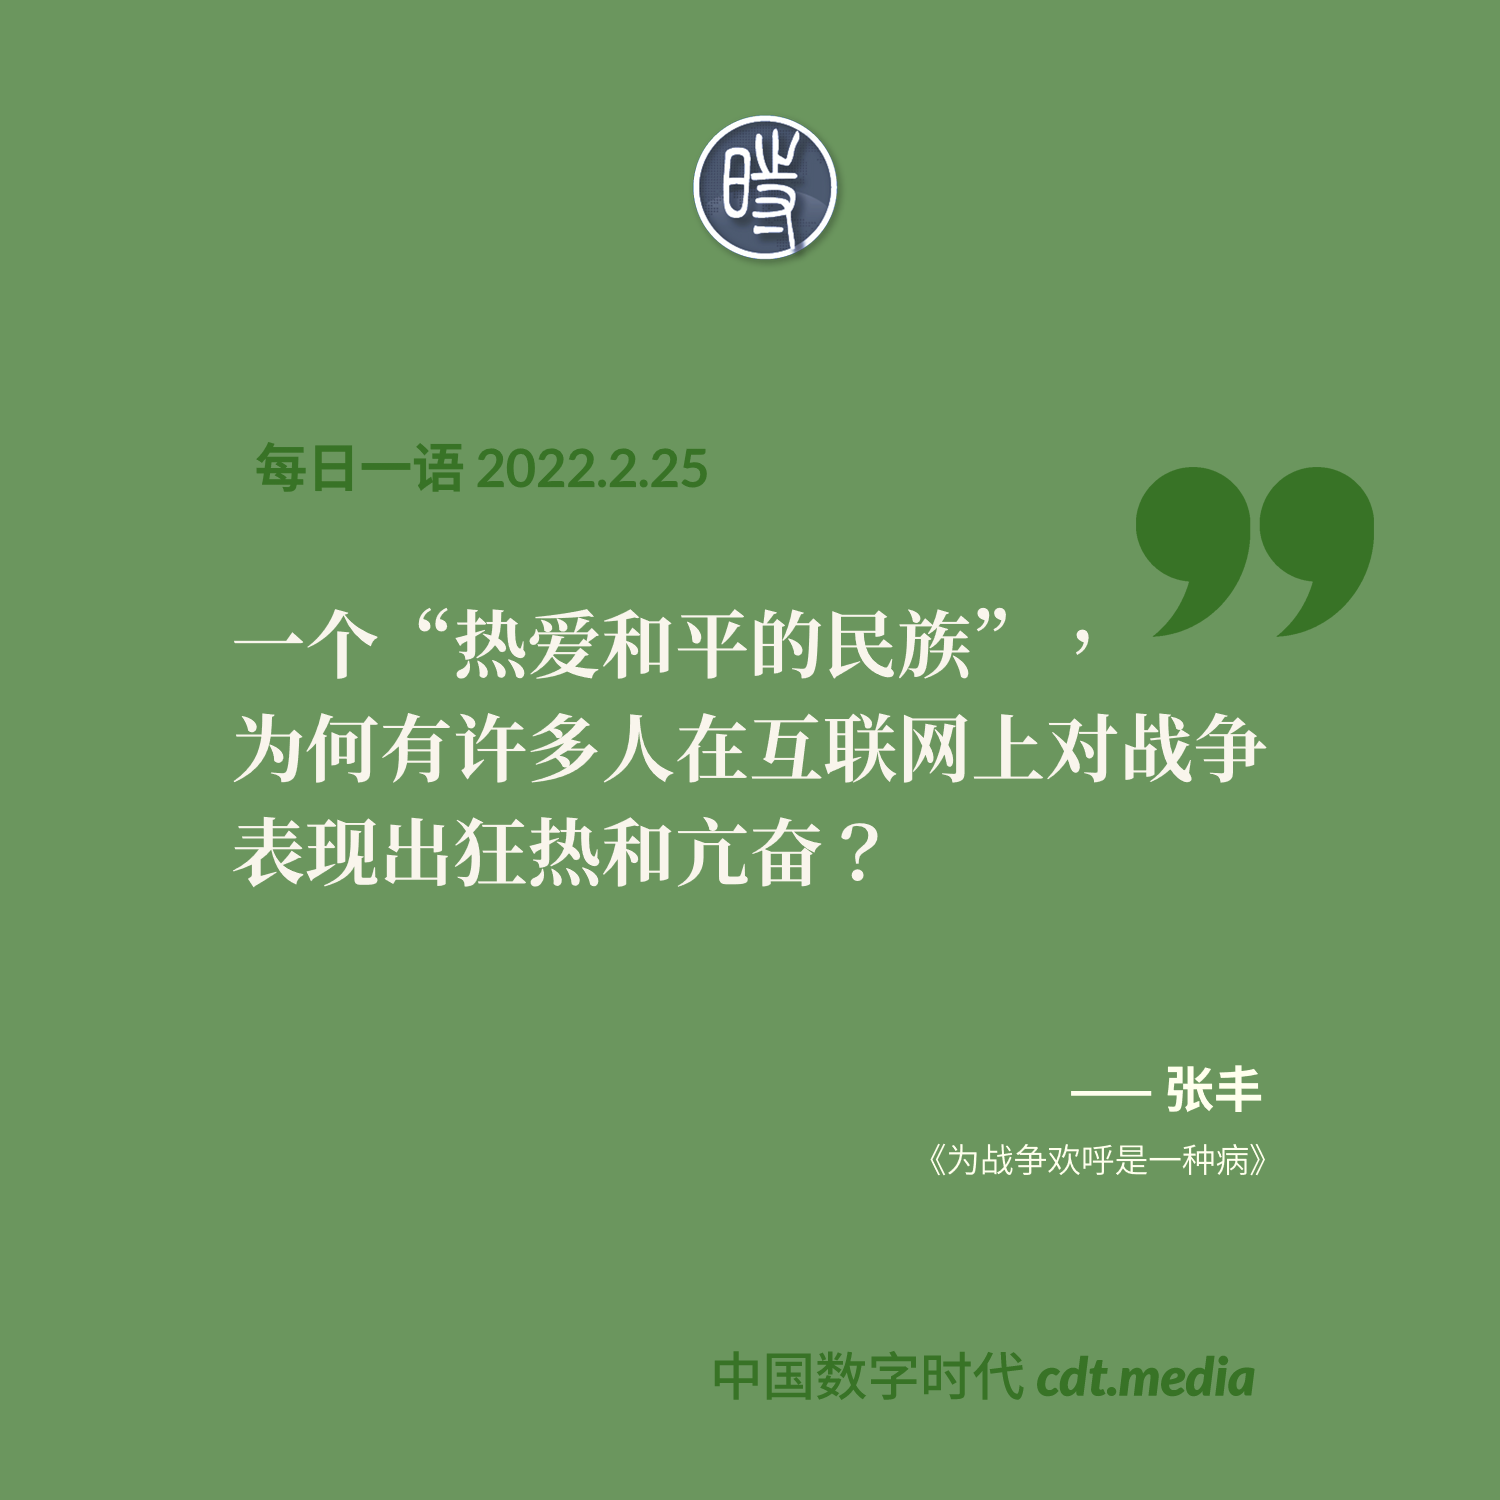 時
每日一语 2022.2.25
”
一个“热爱和平的民族”，
为何有许多人在互联网上对战争
表现出狂热和亢奋？
—— 张丰
《为战争欢呼是一种病》
中国数字时代 cdt.media